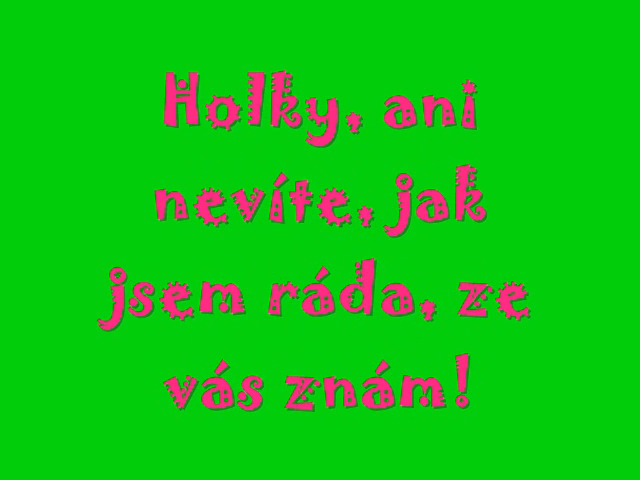 Holky, ani
nevíte, jak
jsem ráda, ze
vás znám!